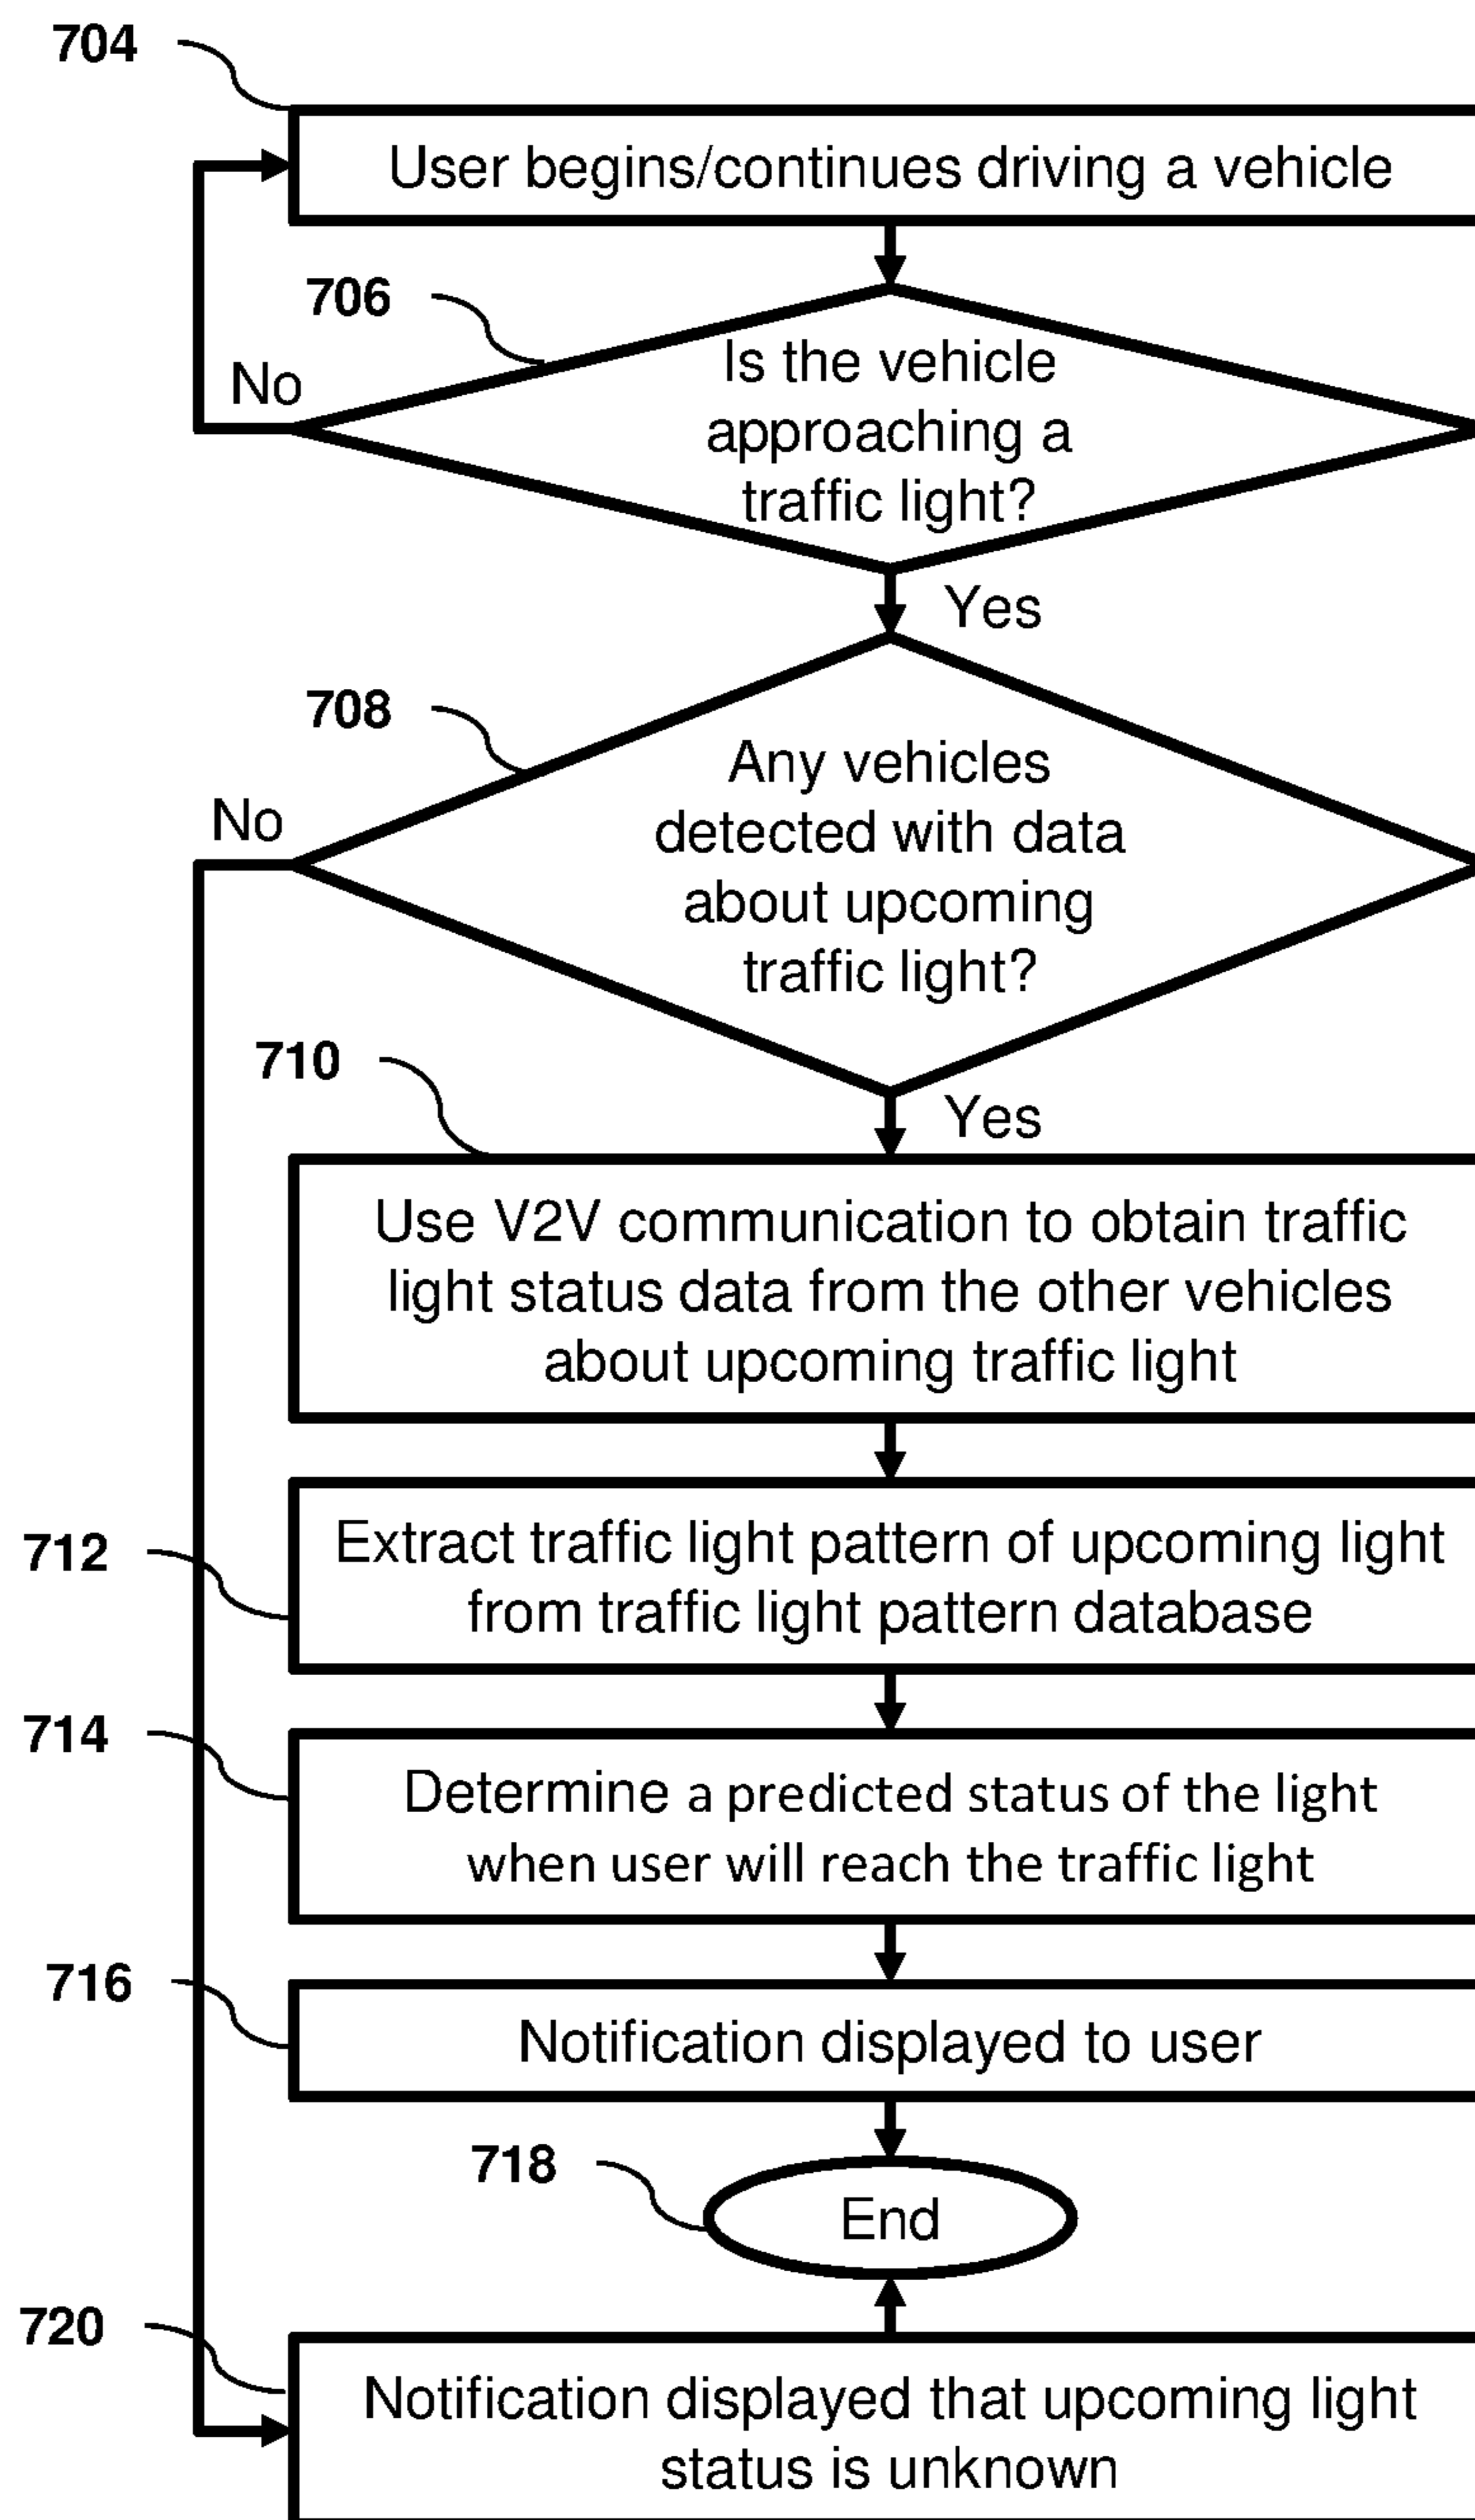 704
User begins/continues driving a vehicle
706
No
Is the vehicle
approaching a
traffic light?
Yes
708
No
Any vehicles
detected with data
about upcoming
traffic light?
Yes
710
Use V2V communication to obtain traffic
light status data from the other vehicles
about upcoming traffic light
712
Extract traffic light pattern of upcoming light
from traffic light pattern database
714
Determine a predicted status of the light
when user will reach the traffic light
716
Notification displayed to user
718
End
720
Notification displayed that upcoming light
status is unknown